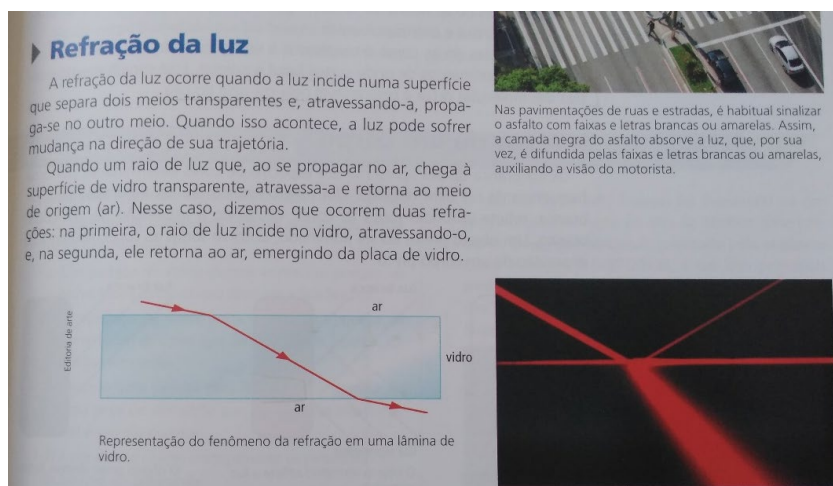 Refração da luz
A refração da luz ocorre quando a luz incide numa superfície
que separa dois meios transparentes e, atravessando-a, propa-
ga-se no outro meio. Quando isso acontece, a luz pode sofrer
mudança na direção de sua trajetória.
Quando um raio de luz que, ao se propagar no ar, chega à
superfície de vidro transparente, atravessa-a e retorna ao meio
de origem (ar). Nesse caso, dizemos que ocorrem duas refra-
ções: na primeira, o raio de luz incide no vidro, atravessando-o,
e, na segunda, ele retorna ao ar, emergindo da placa de vidro.
Editoria de arte
ar
vidro
ar
Representação do fenômeno da refração em uma lâmina de
vidro.
Nas pavimentações de ruas e estradas, é habitual sinalizar
o asfalto com faixas e letras brancas ou amarelas. Assim,
a camada negra do asfalto absorve a luz, que, por sua
vez, é difundida pelas faixas e letras brancas ou amarelas,
auxiliando a visão do motorista.